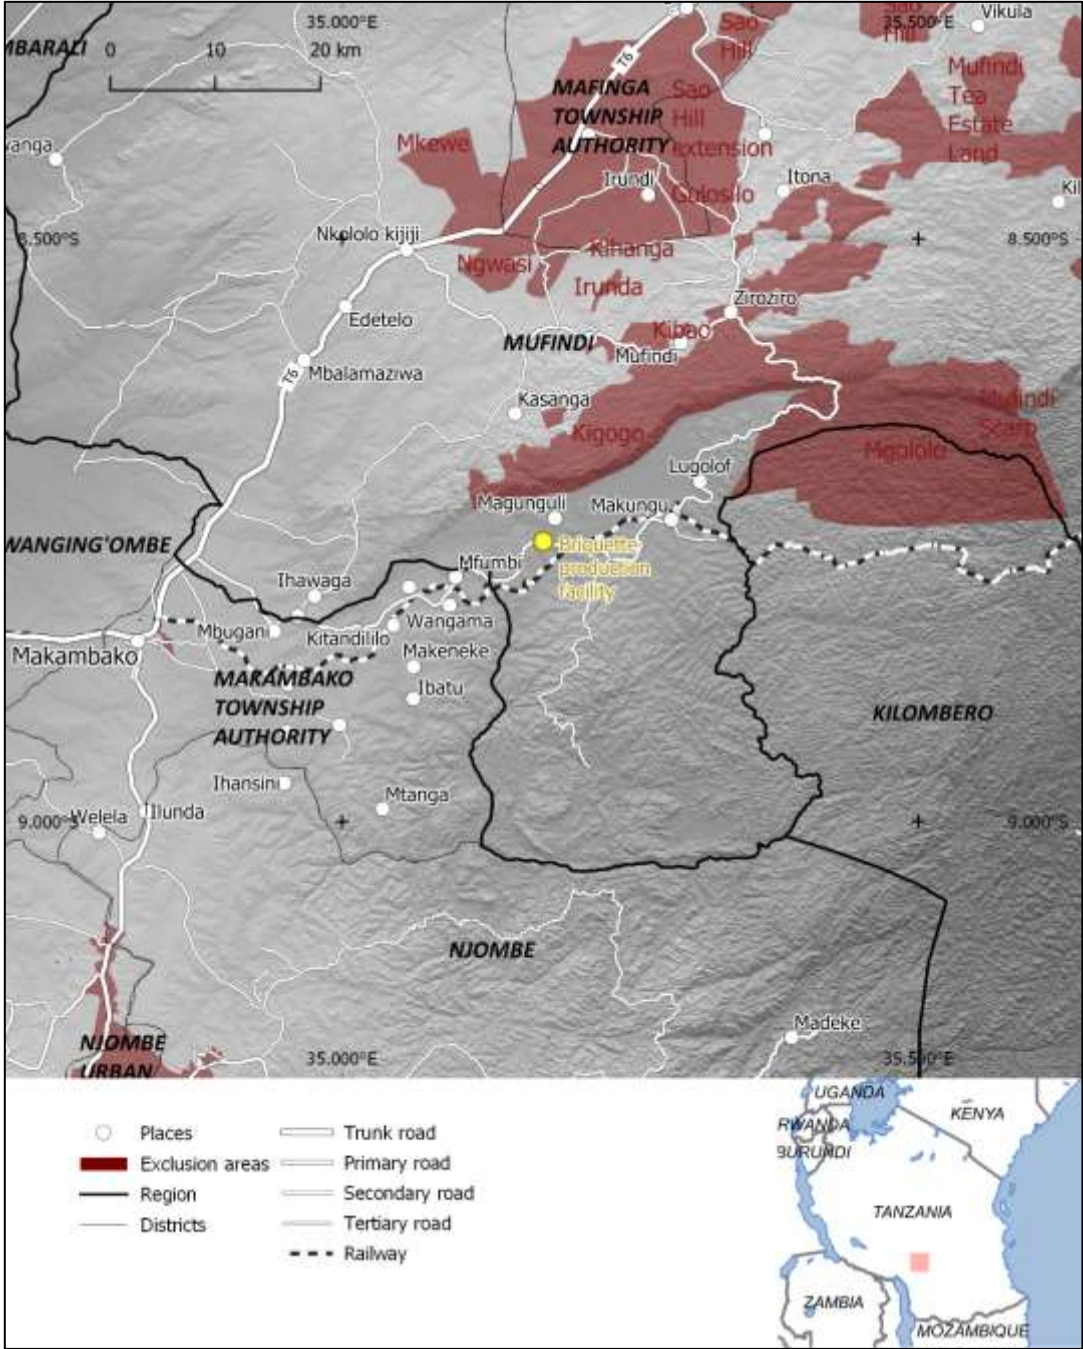 MBARALI
0 10 20 km
35.000°E
35.500°E
Sao
Hill
Sao
Hill
Vikula
T6
MAFINGA
TOWNSHIP
AUTHORITY
Sao
Hill
extension
Mufindi
Tea
Estate
Land
Mkewe
Irundi
Itona
Gulosilo
8.500°S
8.500°S
Nkololo kijiji
Ngwasi
Kihanga
Irunda
Ziroziro
Edetelo
MUFINDI
Kibao
Mufindi
T6
Mbalamaziwa
Kasanga
Kigogo
Mufindi
Scarp
Mgololo
Lugolof
Magunguli
Makungu
WANGING'OMBE
Briquette
production
facility
Mfumbi
Ihawaga
Wangama
Mbugani
Kitandililo
Makambako
Makeneke
MAKAMBAKO
TOWNSHIP
AUTHORITY
Ibatu
KILOMBERO
Ihansini
Mtanga
Welela
Ilunda
9.000°S
9.000°S
NJOMBE
Madeke
NJOMBE
URBAN
35.000°E
35.500°E
Places
Exclusion areas
Region
Districts
Trunk road
Primary road
Secondary road
Tertiary road
Railway
UGANDA
KENYA
RWANDA
BURUNDI
TANZANIA
ZAMBIA
MOZAMBIQUE